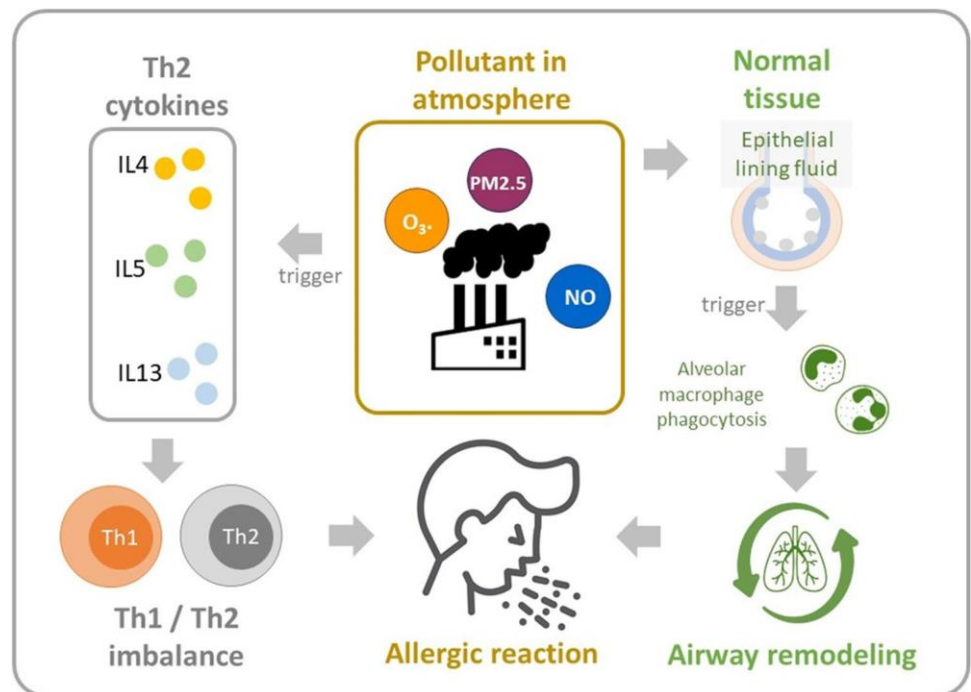 Th2
cytokines
IL4
IL5
IL13
trigger
Th1
Th2
Th1 / Th2
imbalance
Pollutant in
atmosphere
PM2.5
O₃.
NO
Allergic reaction
Normal
tissue
Epithelial
lining fluid
trigger
Alveolar
macrophage
phagocytosis
Airway remodeling